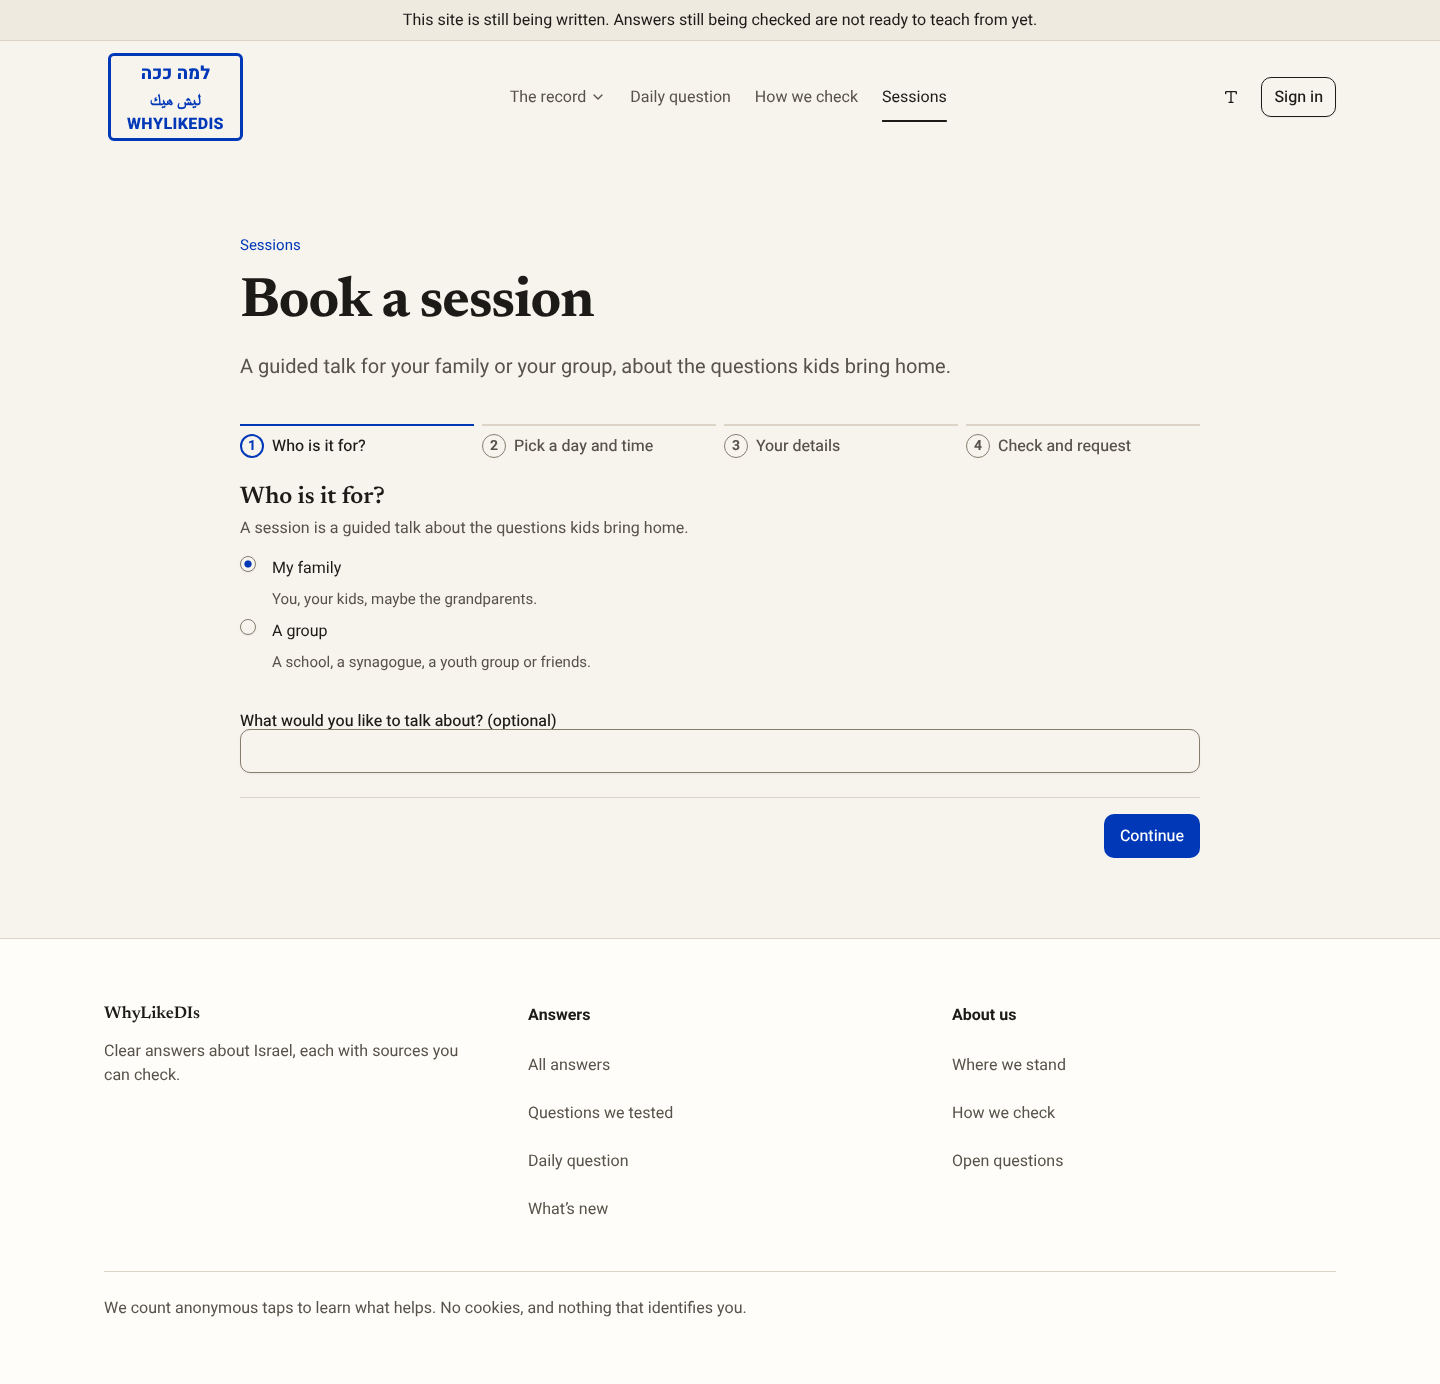 This site is still being written. Answers still being checked are not ready to teach from yet.
למה ככה
ליש هيك
WHYLIKEDIS
The record
Daily question
How we check
Sessions
T
Sign in
Sessions
Book a session
A guided talk for your family or your group, about the questions kids bring home.
1 Who is it for?
2 Pick a day and time
3 Your details
4 Check and request
Who is it for?
A session is a guided talk about the questions kids bring home.
My family
You, your kids, maybe the grandparents.
A group
A school, a synagogue, a youth group or friends.
What would you like to talk about? (optional)
Continue
WhyLikeDIs
Clear answers about Israel, each with sources you
can check.
Answers
All answers
Questions we tested
Daily question
What’s new
About us
Where we stand
How we check
Open questions
We count anonymous taps to learn what helps. No cookies, and nothing that identifies you.